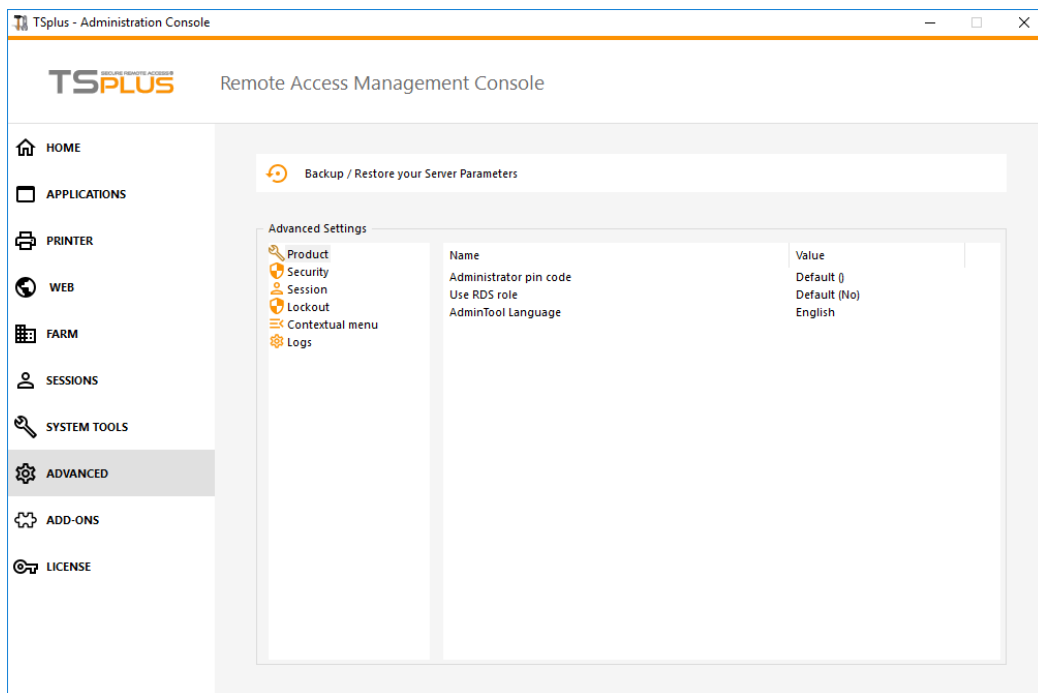 TSplus - Administration Console
SECURE REMOTE ACCESS
TSPLUS
Remote Access Management Console
HOME
APPLICATIONS
PRINTER
WEB
FARM
SESSIONS
SYSTEM TOOLS
ADVANCED
ADD-ONS
LICENSE
Backup / Restore your Server Parameters
Advanced Settings
Product
Security
Session
Lockout
Contextual menu
Logs
Name Value
Administrator pin code Default ()
Use RDS role Default (No)
AdminTool Language English